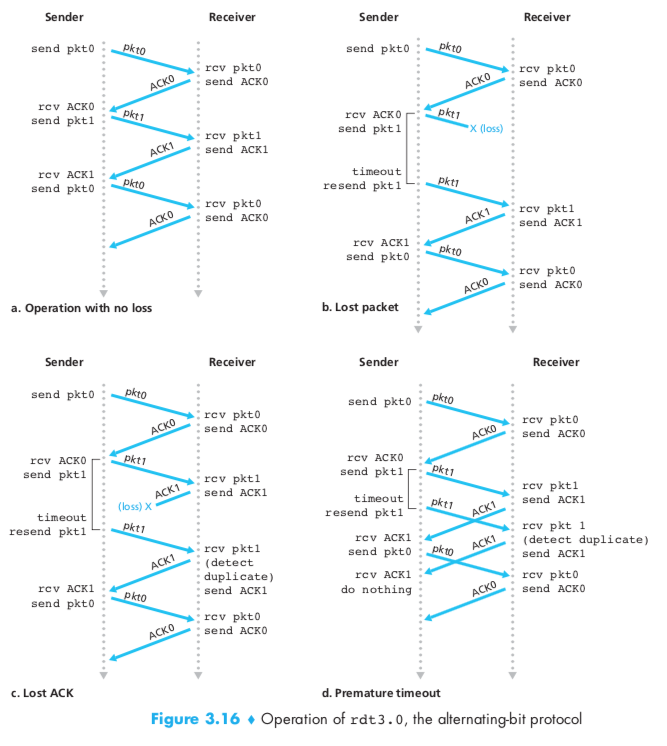 Sender
Receiver
send pkt0
pkt0
rcv pkt0
send ACK0
ACK0
rcv ACK0
send pkt1
pkt1
rcv pkt1
send ACK1
ACK1
rcv ACK1
send pkt0
pkt0
rcv pkt0
send ACK0
ACK0
a. Operation with no loss
Sender
Receiver
send pkt0
pkt0
rcv pkt0
send ACK0
ACK0
rcv ACK0
send pkt1
pkt1
X (loss)
timeout
resend pkt1
pkt1
rcv pkt1
send ACK1
ACK1
rcv ACK1
send pkt0
pkt0
rcv pkt0
send ACK0
ACK0
b. Lost packet
Sender
Receiver
send pkt0
pkt0
rcv pkt0
send ACK0
ACK0
rcv ACK0
send pkt1
pkt1
rcv pkt1
send ACK1
ACK1
(loss) X
timeout
resend pkt1
pkt1
rcv pkt1
(detect
duplicate)
send ACK1
ACK1
rcv ACK1
send pkt0
pkt0
rcv pkt0
send ACK0
ACK0
c. Lost ACK
Sender
Receiver
send pkt0
pkt0
rcv pkt0
send ACK0
ACK0
rcv ACK0
send pkt1
pkt1
rcv pkt1
send ACK1
ACK1
timeout
resend pkt1
pkt1
rcv pkt 1
(detect duplicate)
send ACK1
ACK1
rcv ACK1
send pkt0
pkt0
rcv ACK1
do nothing
rcv pkt0
send ACK0
ACK0
d. Premature timeout
Figure 3.16 ♦ Operation of rdt3.0, the alternating-bit protocol